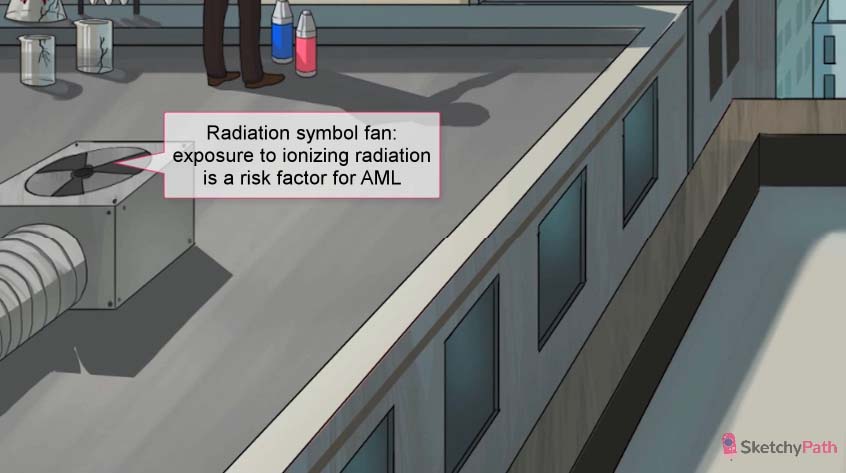 Radiation symbol fan:
exposure to ionizing radiation
is a risk factor for AML
SketchyPath